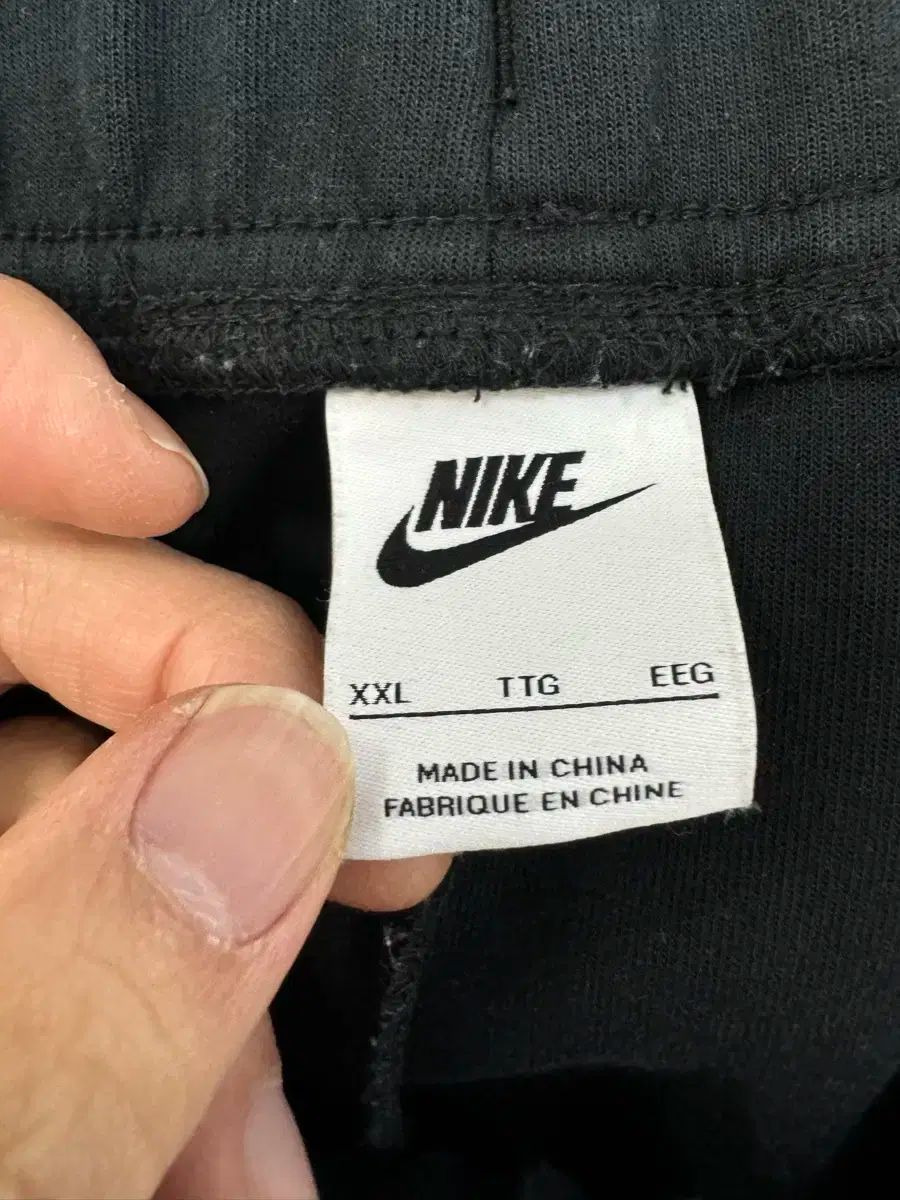 NIKE
XXL TTG EEG
MADE IN CHINA
FABRIQUE EN CHINE